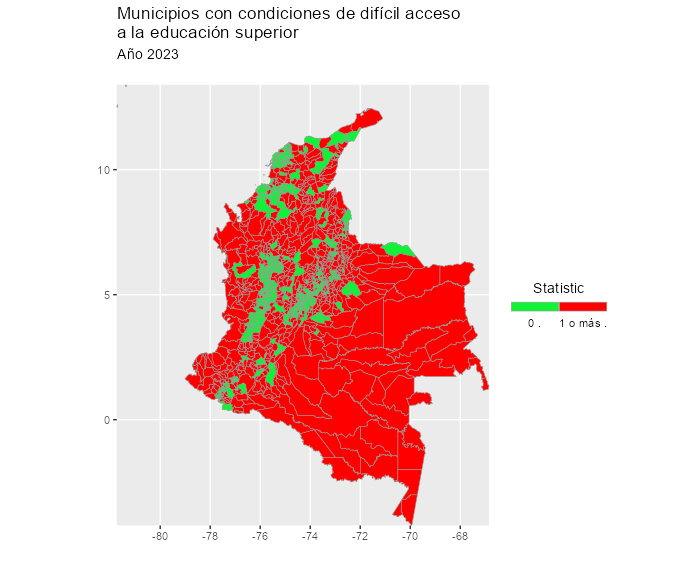 Municipios con condiciones de difícil acceso
a la educación superior
Año 2023
10
5
0
-80 -78 -76 -74 -72 -70 -68
Statistic
0 . 1 o más .